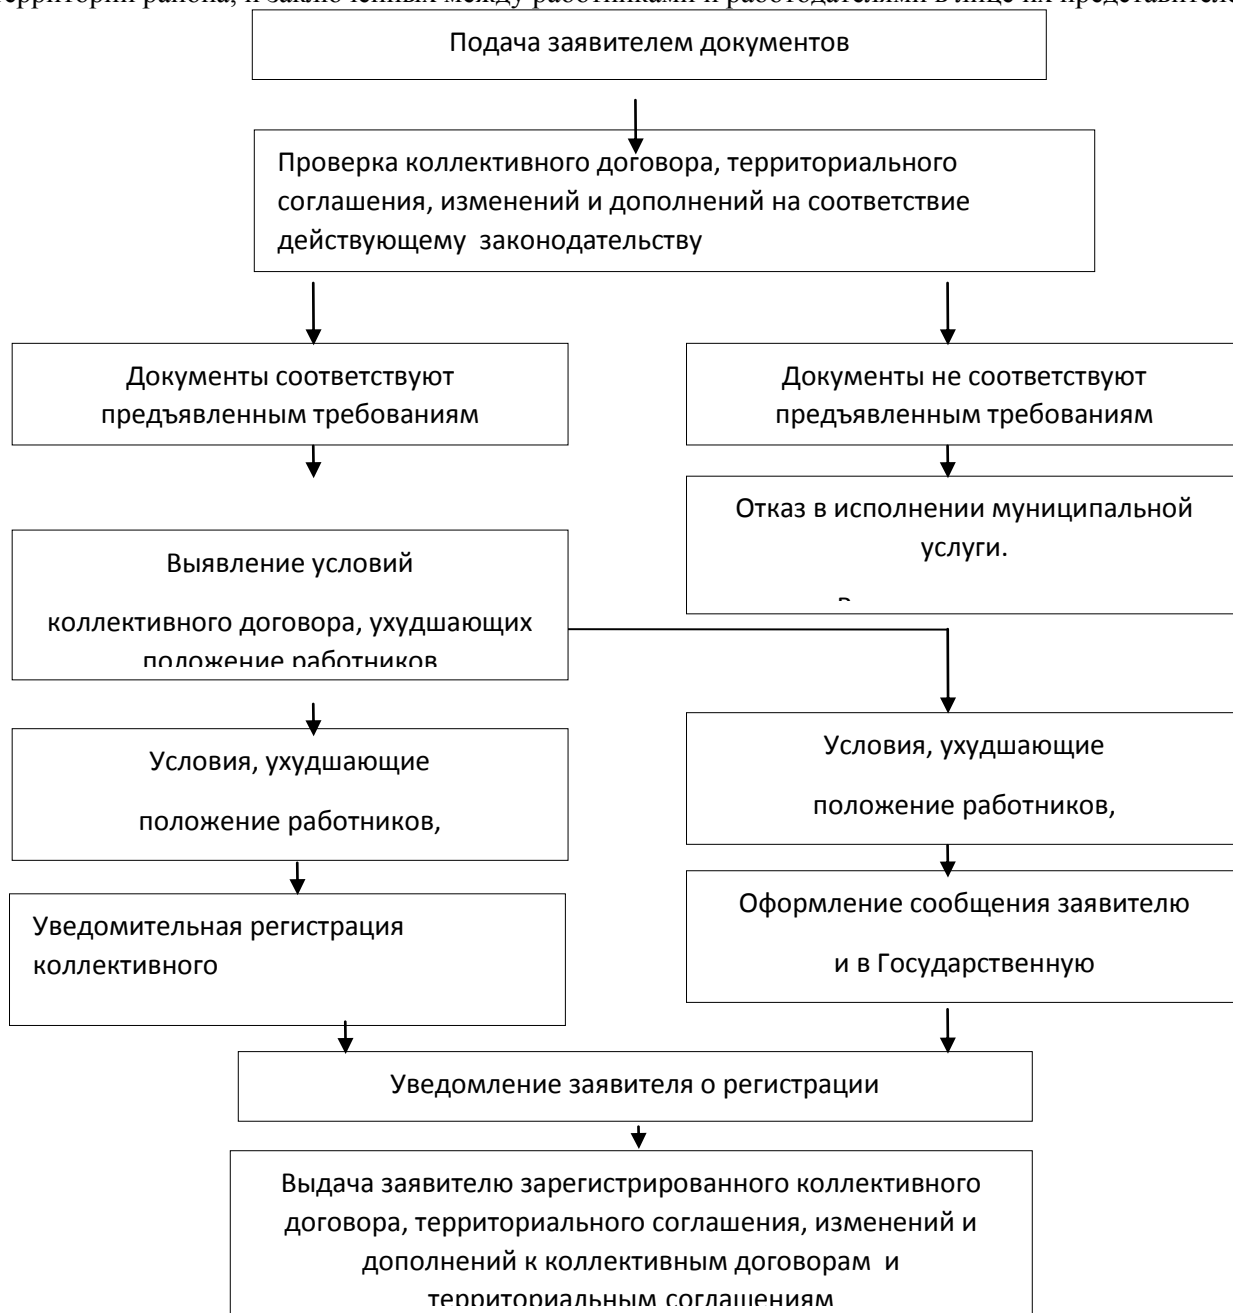 территории района, и заключенных между работниками и работодателями в лице их представителе
Подача заявителем документов
Проверка коллективного договора, территориального
соглашения, изменений и дополнений на соответствие
действующему законодательству
Документы соответствуют
предъявленным требованиям
Документы не соответствуют
предъявленным требованиям
Отказ в исполнении муниципальной
услуги.
Выявление условий
коллективного договора, ухудшающих
положение работников
Условия, ухудшающие
положение работников,
Условия, ухудшающие
положение работников,
Уведомительная регистрация
коллективного
Оформление сообщения заявителю
и в Государственную
Уведомление заявителя о регистрации
Выдача заявителю зарегистрированного коллективного
договора, территориального соглашения, изменений и
дополнений к коллективным договорам и
территориальным соглашениям